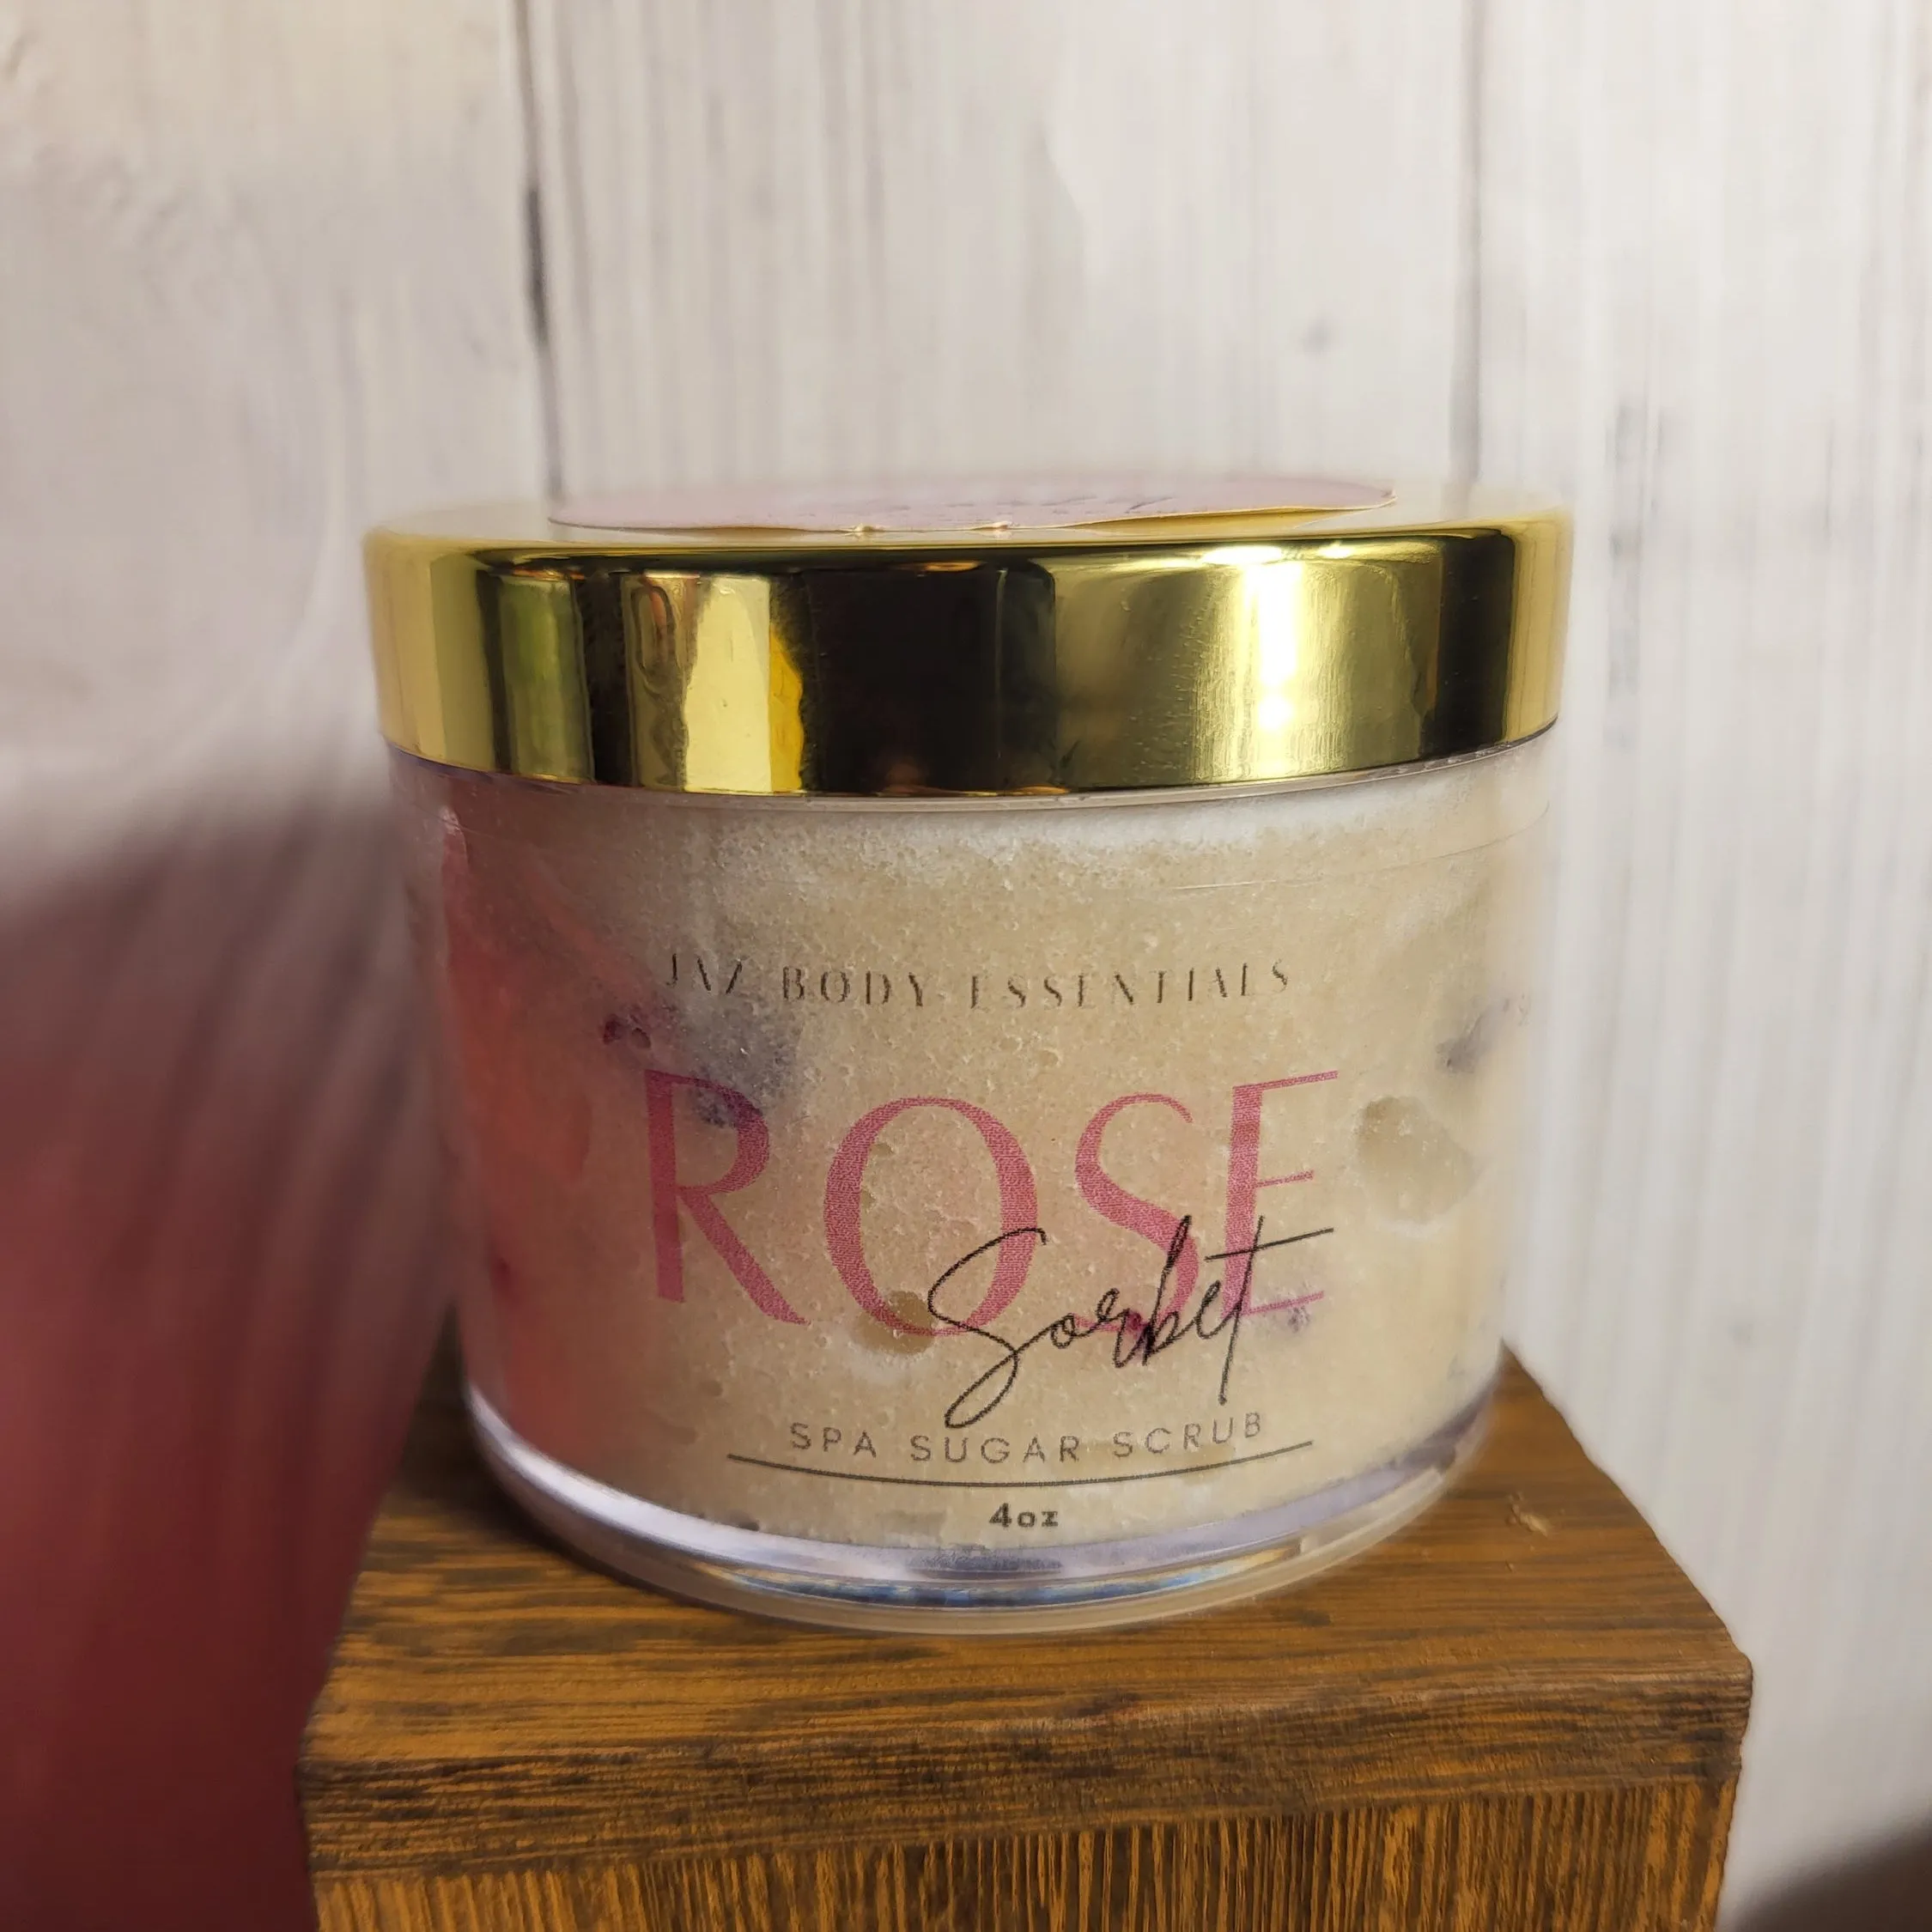 JAZ BODY ESSENTIALS
ROSE
Sorbet
SPA SUGAR SCRUB
4oz